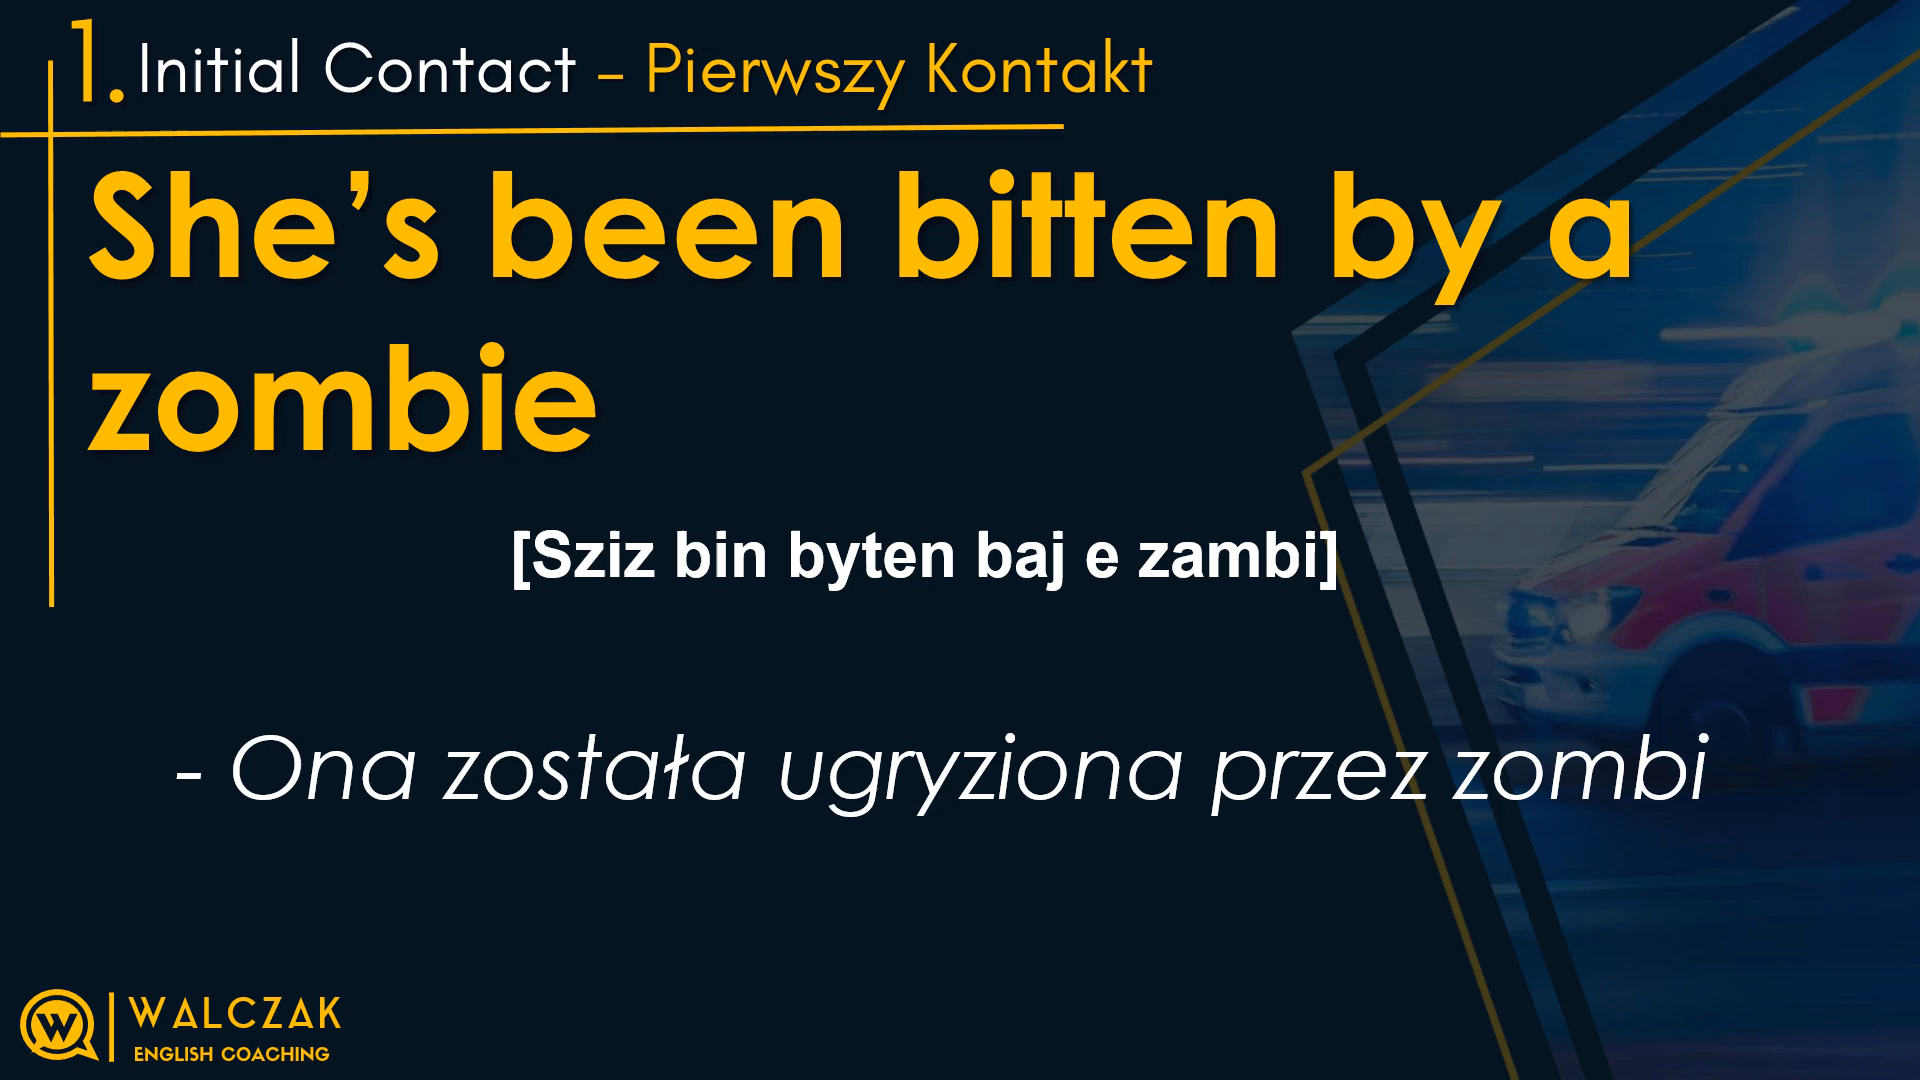 1. Initial Contact – Pierwszy Kontakt
She’s been bitten by a
zombie
[Sziz bin byten baj e zambi]
- Ona została ugryziona przez zombi
W
WALCZAK
ENGLISH COACHING